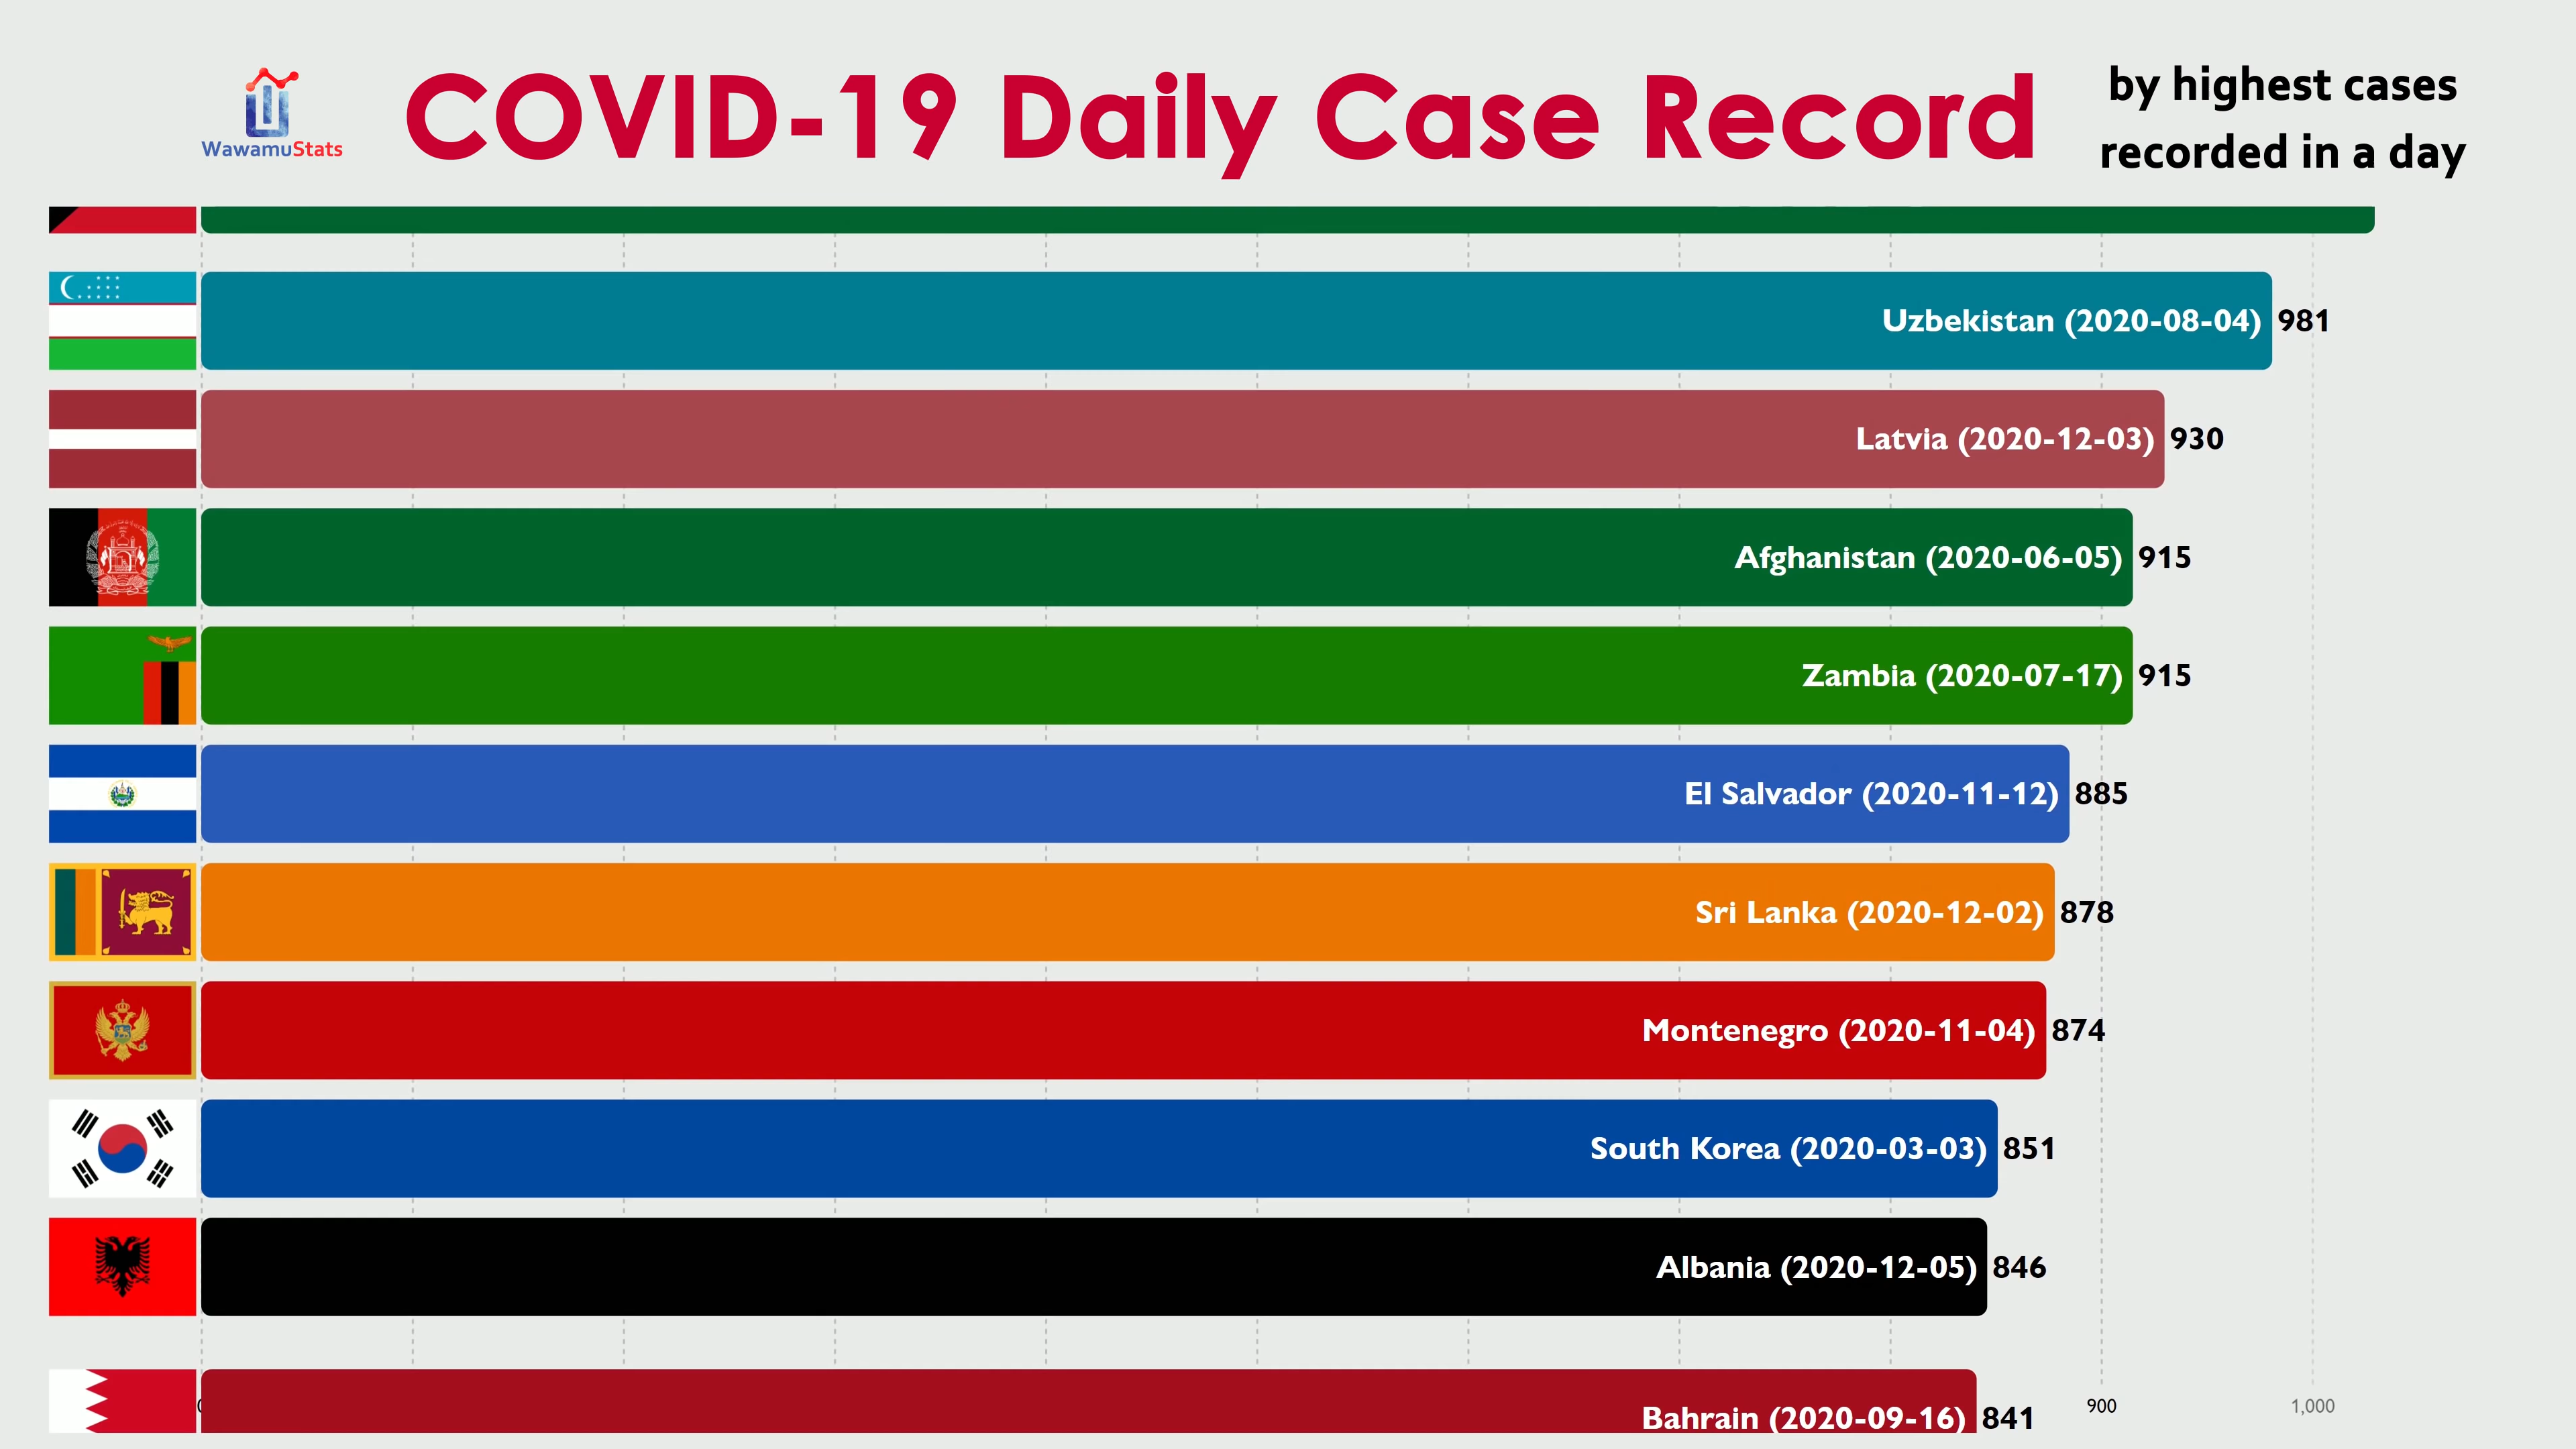 WawamuStats
COVID-19 Daily Case Record
by highest cases
recorded in a day
Uzbekistan (2020-08-04) 981
Latvia (2020-12-03) 930
Afghanistan (2020-06-05) 915
Zambia (2020-07-17) 915
El Salvador (2020-11-12) 885
Sri Lanka (2020-12-02) 878
Montenegro (2020-11-04) 874
South Korea (2020-03-03) 851
Albania (2020-12-05) 846
Bahrain (2020-09-16) 841
900 1,000